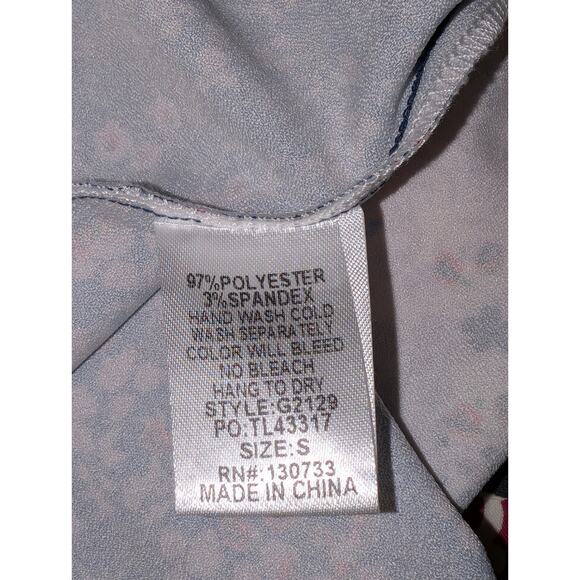 97%POLYESTER
3%SPANDEX
HAND WASH COLD
WASH SEPARATELY
COLOR WILL BLEED
NO BLEACH
HANG TO DRY
STYLE:G2129
PO:TL43317
SIZE:S
RN#:130733
MADE IN CHINA